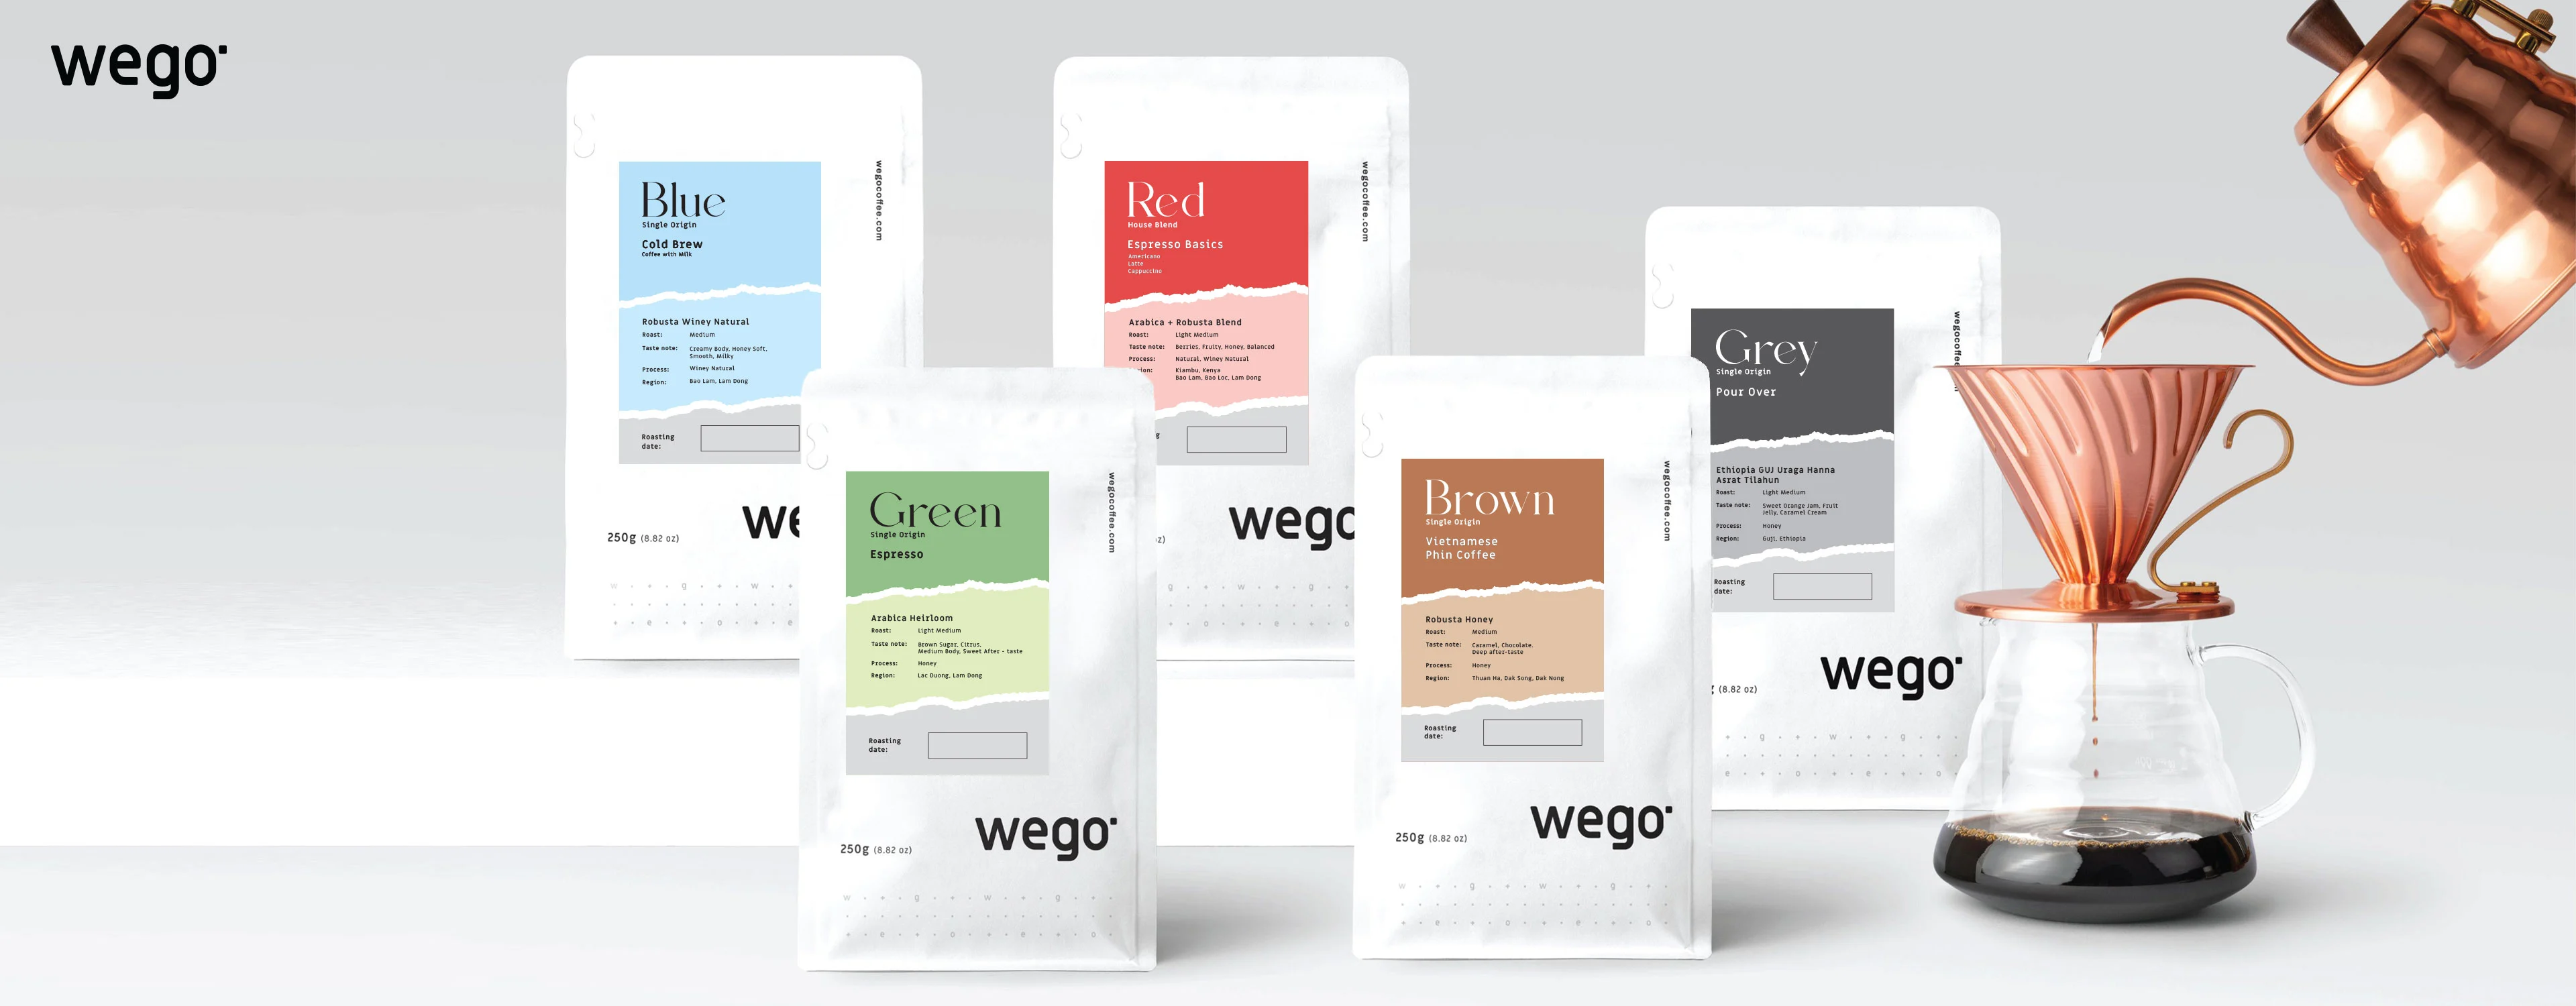 wego
Blue
Single Origin
Cold Brew
Coffee with Milk
Robusta Winey Natural
Roast: Medium
Taste note: Creamy Body, Honey Soft,
Smooth, Milky
Process: Winey Natural
Region: Bao Lam, Lam Dong
Roasting
date:
250g (8.82 oz)
we
wegocoffee.com
Red
House Blend
Espresso Basics
Americano
Latte
Cappuccino
Arabica + Robusta Blend
Roast: Light Medium
Taste note: Berries, Fruity, Honey, Balanced
Process: Natural, Winey Natural
Kiambu, Kenya
Bao Lam, Bao Loc, Lam Dong
wego
wegocoffee.com
Green
Single Origin
Espresso
Arabica Heirloom
Roast: Light Medium
Taste note: Brown Sugar, Citrus,
Medium Body, Sweet After - taste
Process: Honey
Region: Lac Duong, Lam Dong
Roasting
date:
250g (8.82 oz)
wego
wegocoffee.com
Brown
Single Origin
Vietnamese
Phin Coffee
Robusta Honey
Roast: Medium
Taste note: Caramel, Chocolate,
Deep after-taste
Process: Honey
Region: Thuan Ha, Dak Song, Dak Nong
Roasting
date:
250g (8.82 oz)
wego
wegocoffee.com
Grey
Single Origin
Pour Over
Ethiopia GUJ Uraga Hanna
Asrat Tilahun
Roast: Light Medium
Taste note: Sweet Orange Jam, Fruit
Jelly, Caramel Cream
Process: Honey
Region: Guji, Ethiopia
Roasting
date:
(8.82 oz)
wego